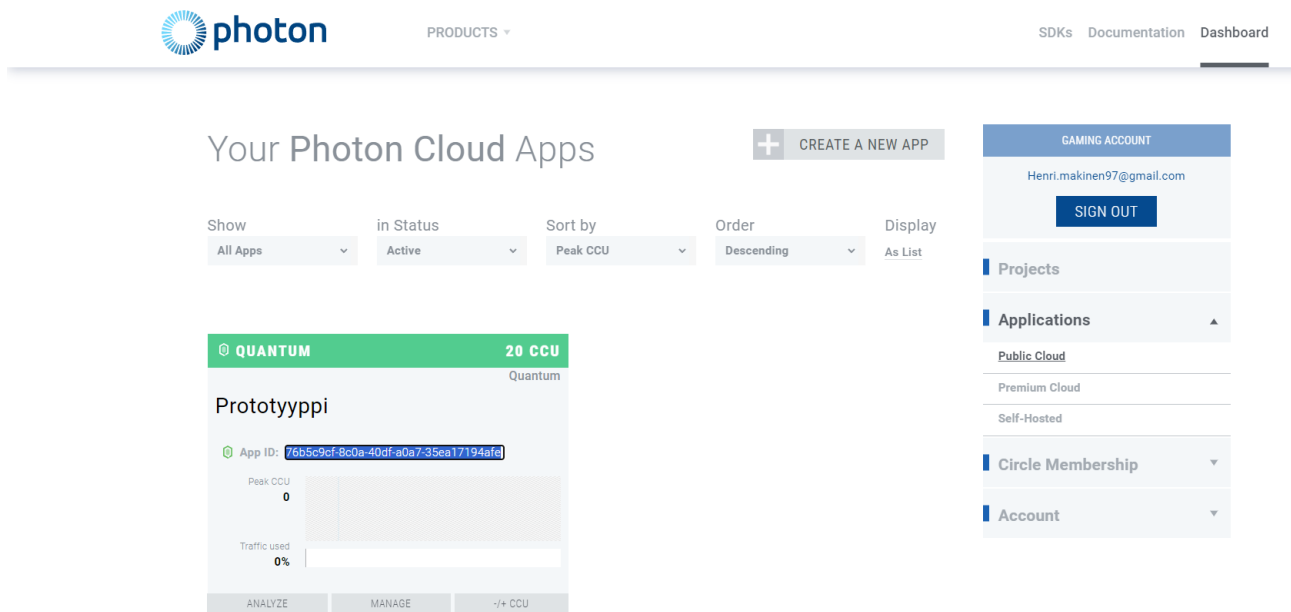 photon
PRODUCTS
SDKs Documentation Dashboard
Your Photon Cloud Apps
CREATE A NEW APP
Show in Status Sort by Order Display
All Apps Active Peak CCU Descending As List
QUANTUM 20 CCU
Quantum
Prototyyppi
App ID: 76b5c9cf-8c0a-40df-a0a7-35ea17194afe
Peak CCU
0
Traffic used
0%
ANALYZE MANAGE -/+ CCU
GAMING ACCOUNT
Henri.makinen97@gmail.com
SIGN OUT
Projects
Applications
Public Cloud
Premium Cloud
Self-Hosted
Circle Membership
Account